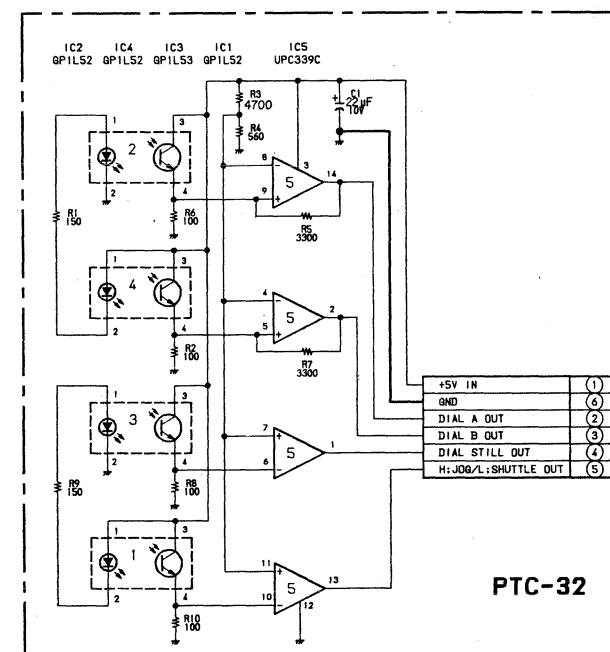 IC2 IC4 IC3 IC1 IC5
GP1L52 GP1L52 GP1L53 GP1L52 UPC339C
R3
4700
R4
560
C1
+
22µF
10V
1
3
2
2
4
R1
150
R6
100
8
-
9
+
5
3
14
R5
3300
1
3
4
2
4
R2
100
4
-
5
+
5
2
R7
3300
1
3
3
2
4
R9
150
R8
100
7
+
6
-
5
1
1
3
1
2
4
R10
100
11
+
10
-
5
13
12
+5V IN 1
GND 6
DIAL A OUT 2
DIAL B OUT 3
DIAL STILL OUT 4
H:JOG/L:SHUTTLE OUT 5
PTC-32